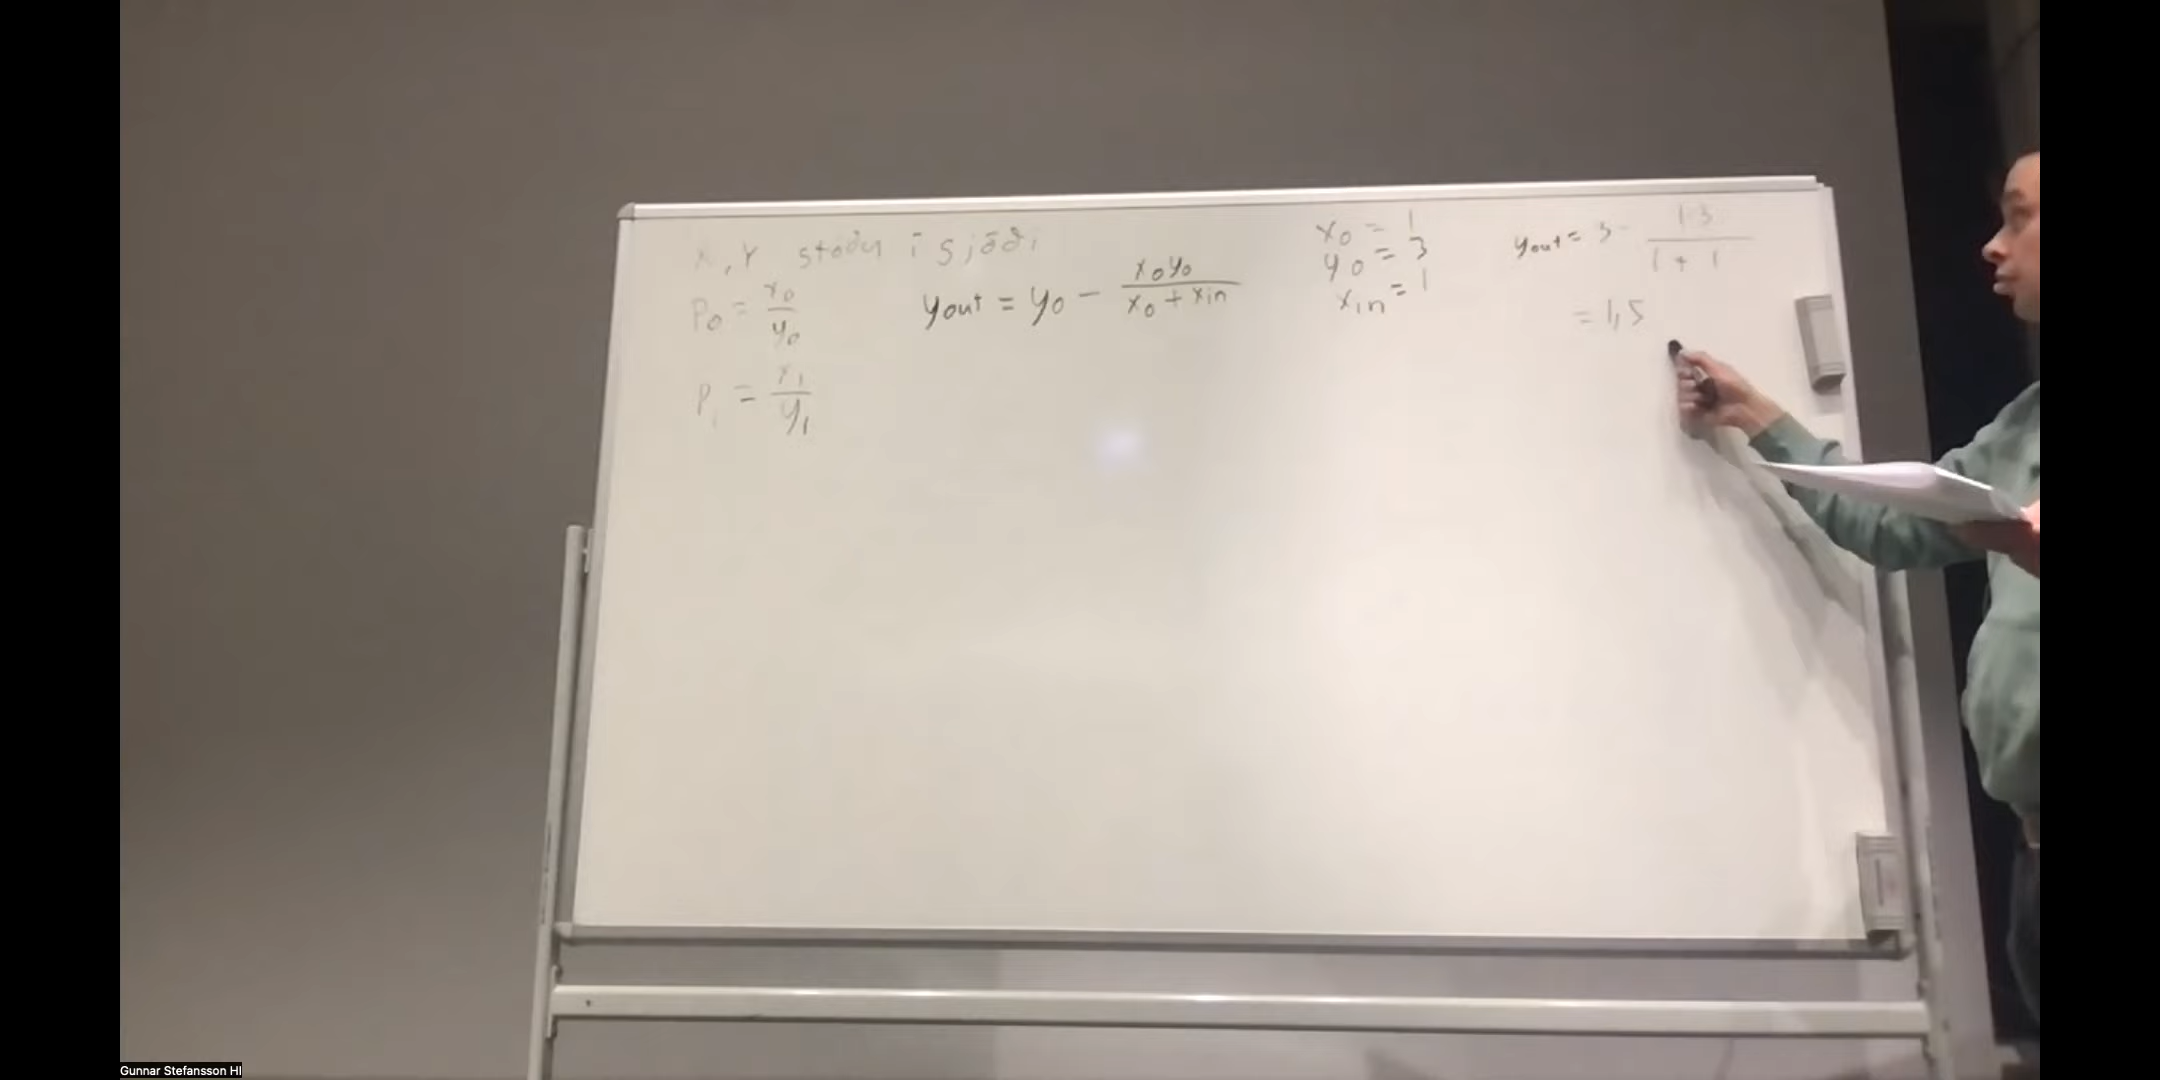 X, Y stöður í sjóði
P0 = x0/y0
P1 = x1/y1
yout = y0 - x0y0/(x0 + xin)
x0 = 1
y0 = 3
xin = 1
yout = 3 - 1·3/(1 + 1)
= 1,5
Gunnar Stefansson HI